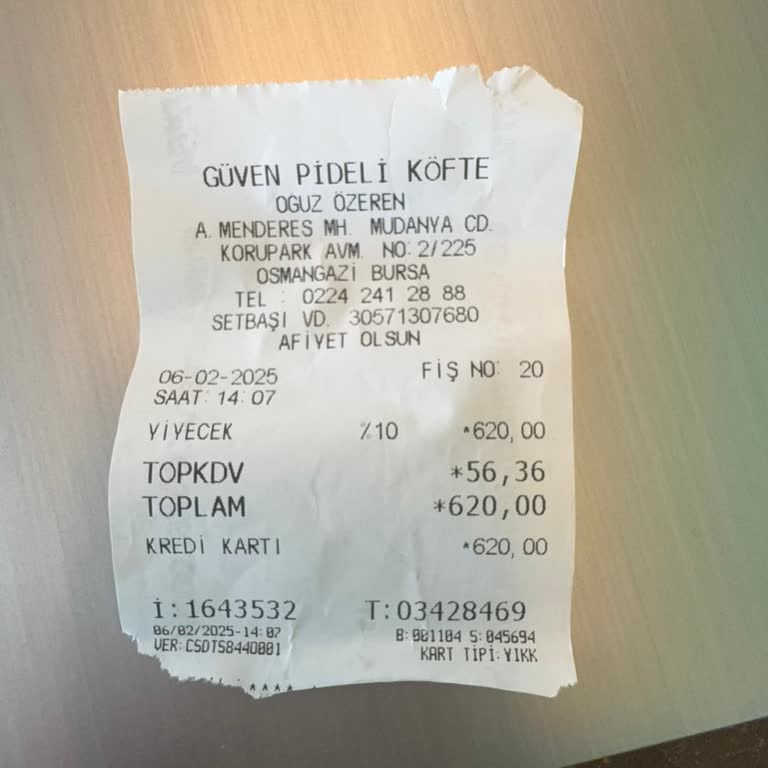 GÜVEN PİDELİ KÖFTE
OĞUZ ÖZEREN
A. MENDERES MH. MUDANYA CD.
KORUPARK AVM. NO: 2/225
OSMANGAZİ BURSA
TEL : 0224 241 28 88
SETBAŞI VD. 30571307680
AFİYET OLSUN
06-02-2025 FİŞ NO: 20
SAAT: 14:07
YİYECEK %10 *620,00
TOPKDV *56,36
TOPLAM *620,00
KREDİ KARTI *620,00
İ:1643532 T:03428469
06/02/2025-14:07 B:001104 S:045694
VER:CSDTS8440001 KART TİPİ:YIKK